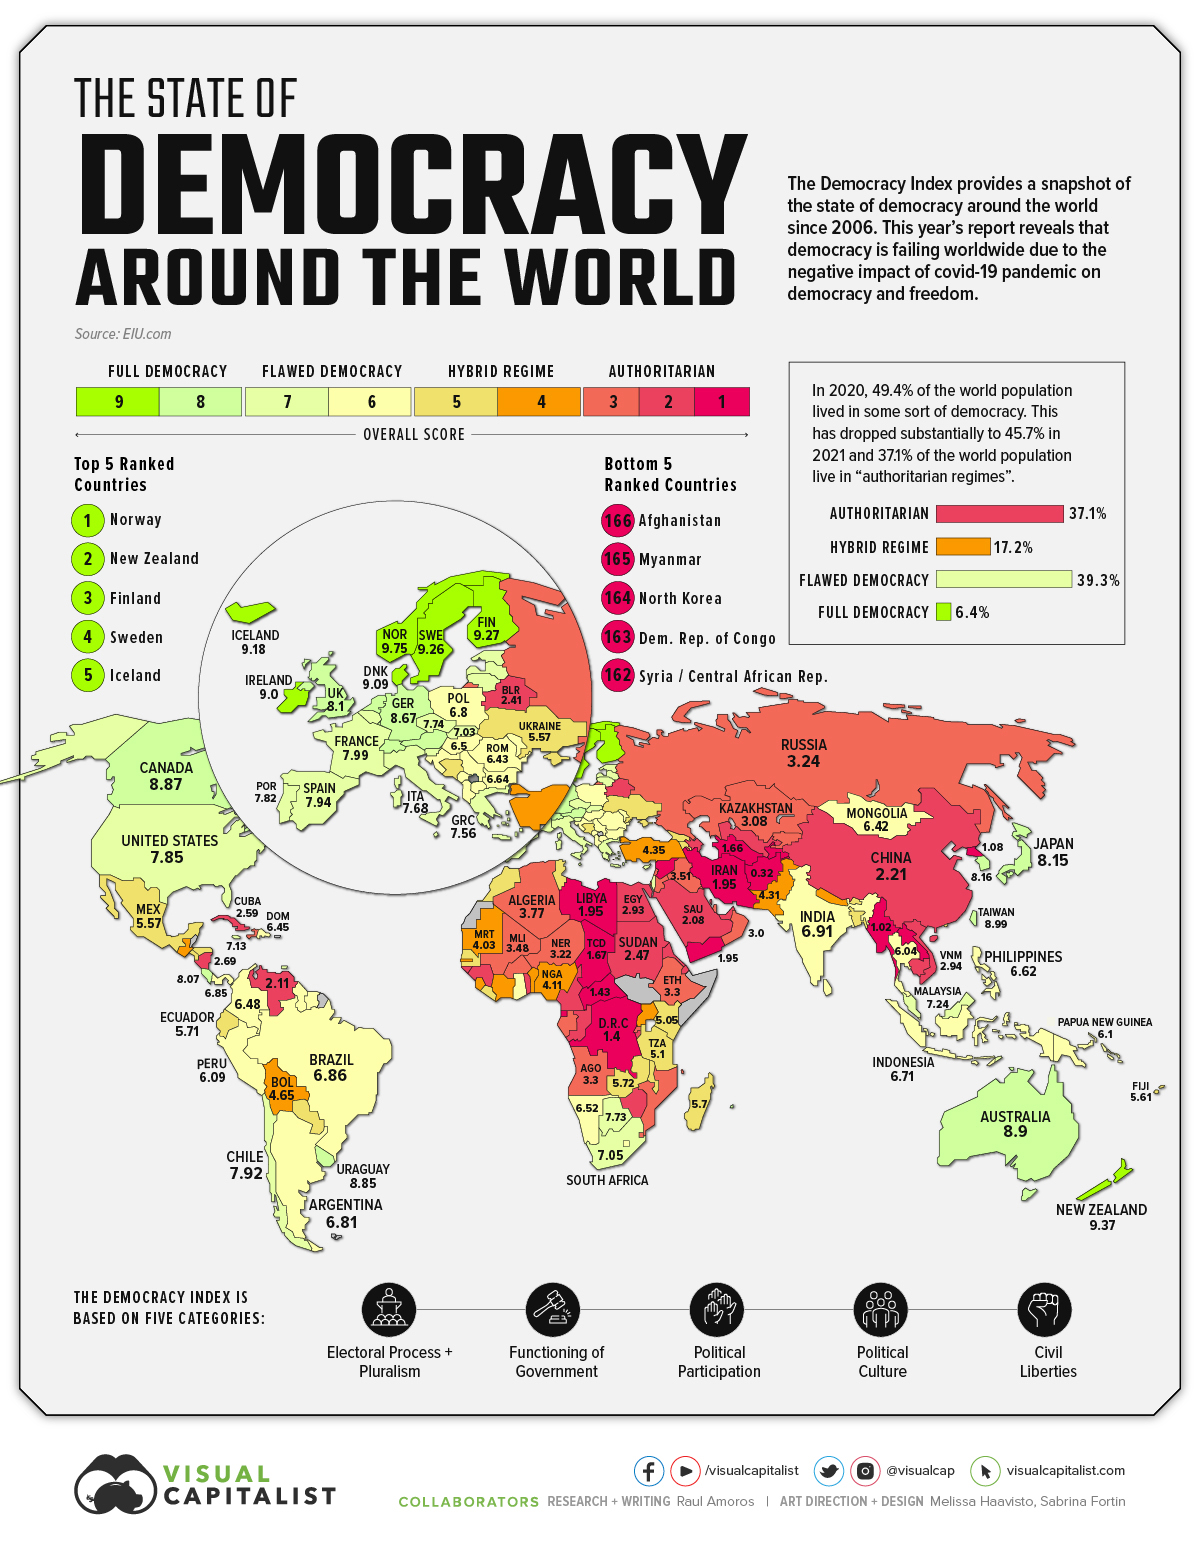 THE STATE OF
DEMOCRACY
AROUND THE WORLD
Source: EIU.com
The Democracy Index provides a snapshot of
the state of democracy around the world
since 2006. This year's report reveals that
democracy is failing worldwide due to the
negative impact of covid-19 pandemic on
democracy and freedom.
FULL DEMOCRACY
FLAWED DEMOCRACY
HYBRID REGIME
AUTHORITARIAN
9 8 7 6 5 4 3 2 1
OVERALL SCORE
In 2020, 49.4% of the world population
lived in some sort of democracy. This
has dropped substantially to 45.7% in
2021 and 37.1% of the world population
live in “authoritarian regimes”.
AUTHORITARIAN 37.1%
HYBRID REGIME 17.2%
FLAWED DEMOCRACY 39.3%
FULL DEMOCRACY 6.4%
Top 5 Ranked
Countries
1 Norway
2 New Zealand
3 Finland
4 Sweden
5 Iceland
Bottom 5
Ranked Countries
166 Afghanistan
165 Myanmar
164 North Korea
163 Dem. Rep. of Congo
162 Syria / Central African Rep.
ICELAND
9.18
NOR
9.75
SWE
9.26
FIN
9.27
DNK
9.09
IRELAND
9.0
UK
8.1
GER
8.67
POL
6.8
BLR
2.41
UKRAINE
5.57
7.74
7.03
6.5
ROM
6.43
6.64
FRANCE
7.99
POR
7.82
SPAIN
7.94
ITA
7.68
GRC
7.56
CANADA
8.87
UNITED STATES
7.85
MEX
5.57
CUBA
2.59
DOM
6.45
7.13
2.69
8.07
6.85
2.11
6.48
ECUADOR
5.71
PERU
6.09
BRAZIL
6.86
BOL
4.65
CHILE
7.92
URAGUAY
8.85
ARGENTINA
6.81
RUSSIA
3.24
KAZAKHSTAN
3.08
MONGOLIA
6.42
CHINA
2.21
JAPAN
8.15
1.08
8.16
TAIWAN
8.99
4.35
1.66
3.51
IRAN
1.95
0.32
4.31
INDIA
6.91
1.02
6.04
VNM
2.94
PHILIPPINES
6.62
MALAYSIA
7.24
INDONESIA
6.71
PAPUA NEW GUINEA
6.1
FIJI
5.61
AUSTRALIA
8.9
NEW ZEALAND
9.37
ALGERIA
3.77
LIBYA
1.95
EGY
2.93
SAU
2.08
3.0
1.95
MRT
4.03
MLI
3.48
NER
3.22
TCD
1.67
SUDAN
2.47
NGA
4.11
ETH
3.3
1.43
D.R.C
1.4
5.05
TZA
5.1
AGO
3.3
5.72
6.52
7.73
5.7
7.05
SOUTH AFRICA
THE DEMOCRACY INDEX IS
BASED ON FIVE CATEGORIES:
Electoral Process +
Pluralism
Functioning of
Government
Political
Participation
Political
Culture
Civil
Liberties
VISUAL
CAPITALIST
/visualcapitalist
@visualcap
visualcapitalist.com
COLLABORATORS RESEARCH + WRITING Raul Amoros | ART DIRECTION + DESIGN Melissa Haavisto, Sabrina Fortin